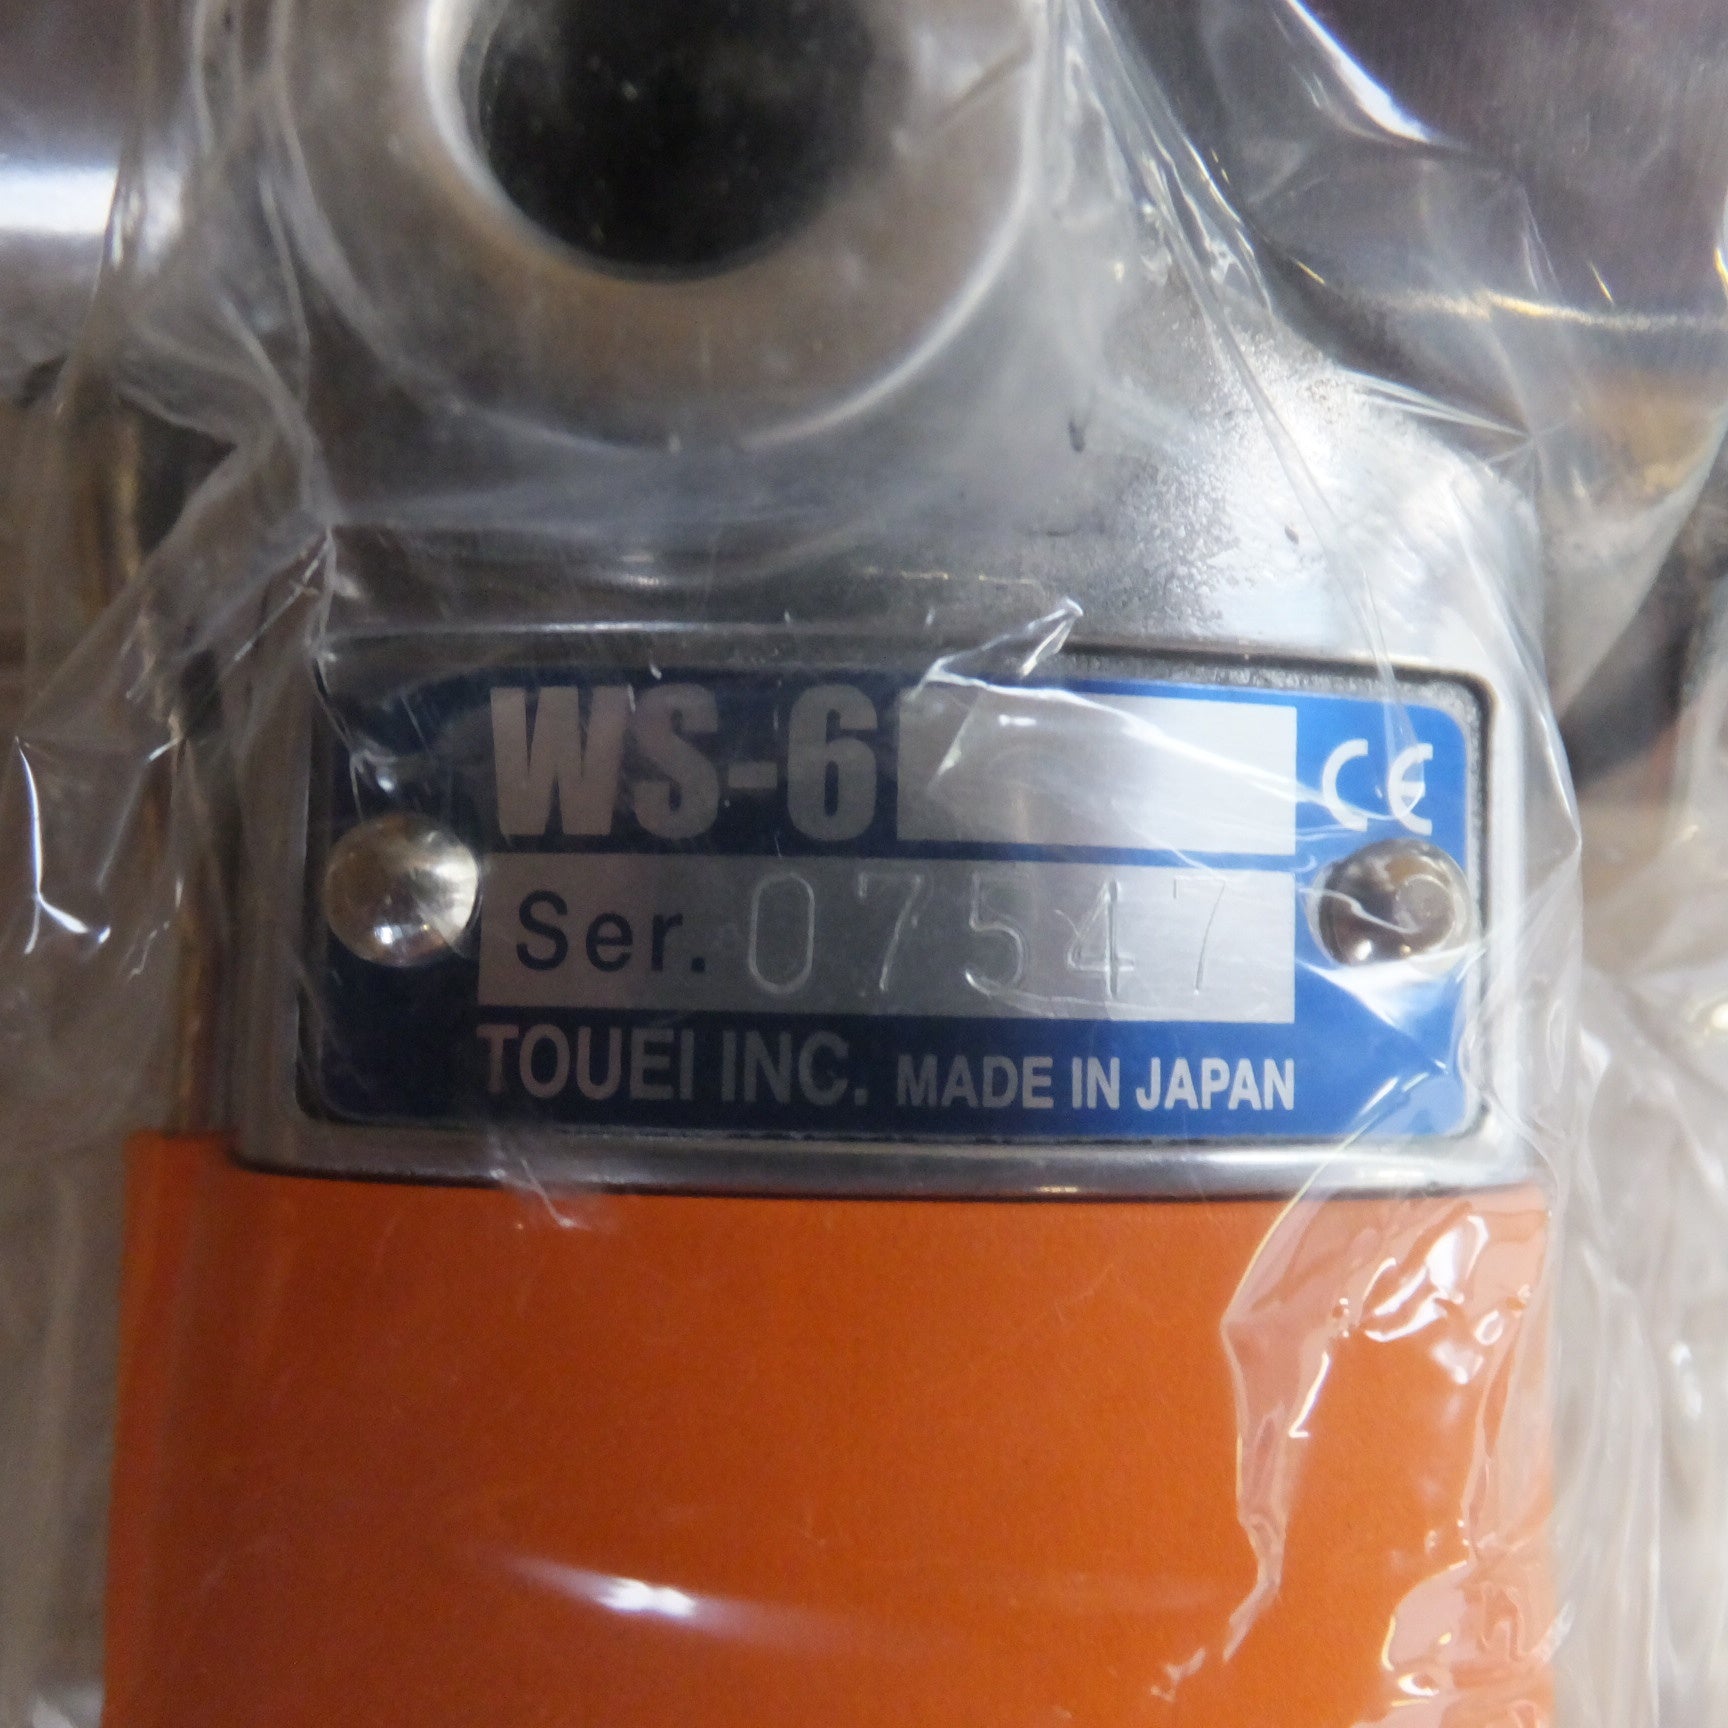 WS-6 CE
Ser. 07547
TOUEI INC. MADE IN JAPAN